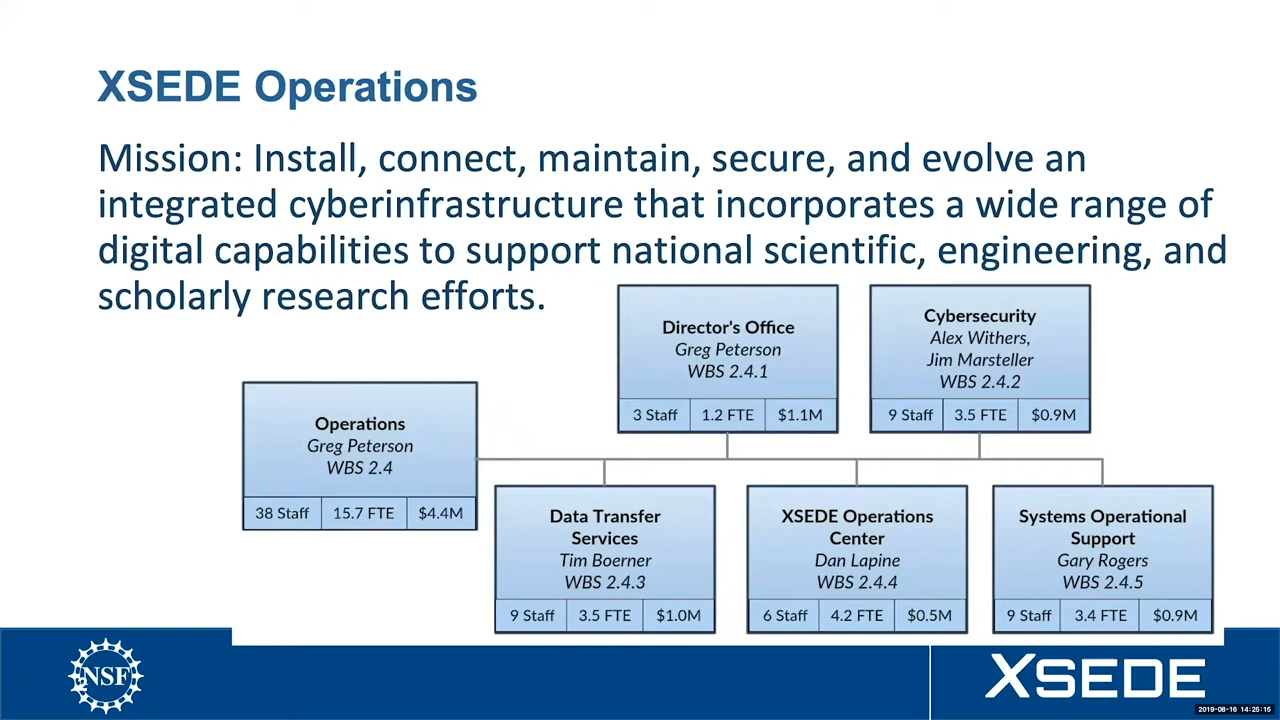 XSEDE Operations
Mission: Install, connect, maintain, secure, and evolve an
integrated cyberinfrastructure that incorporates a wide range of
digital capabilities to support national scientific, engineering, and
scholarly research efforts.
Director's Office
Greg Peterson
WBS 2.4.1
3 Staff 1.2 FTE $1.1M
Cybersecurity
Alex Withers,
Jim Marsteller
WBS 2.4.2
9 Staff 3.5 FTE $0.9M
Operations
Greg Peterson
WBS 2.4
38 Staff 15.7 FTE $4.4M
Data Transfer
Services
Tim Boerner
WBS 2.4.3
9 Staff 3.5 FTE $1.0M
XSEDE Operations
Center
Dan Lapine
WBS 2.4.4
6 Staff 4.2 FTE $0.5M
Systems Operational
Support
Gary Rogers
WBS 2.4.5
9 Staff 3.4 FTE $0.9M
NSF
XSEDE
2019-08-16 14:25:15